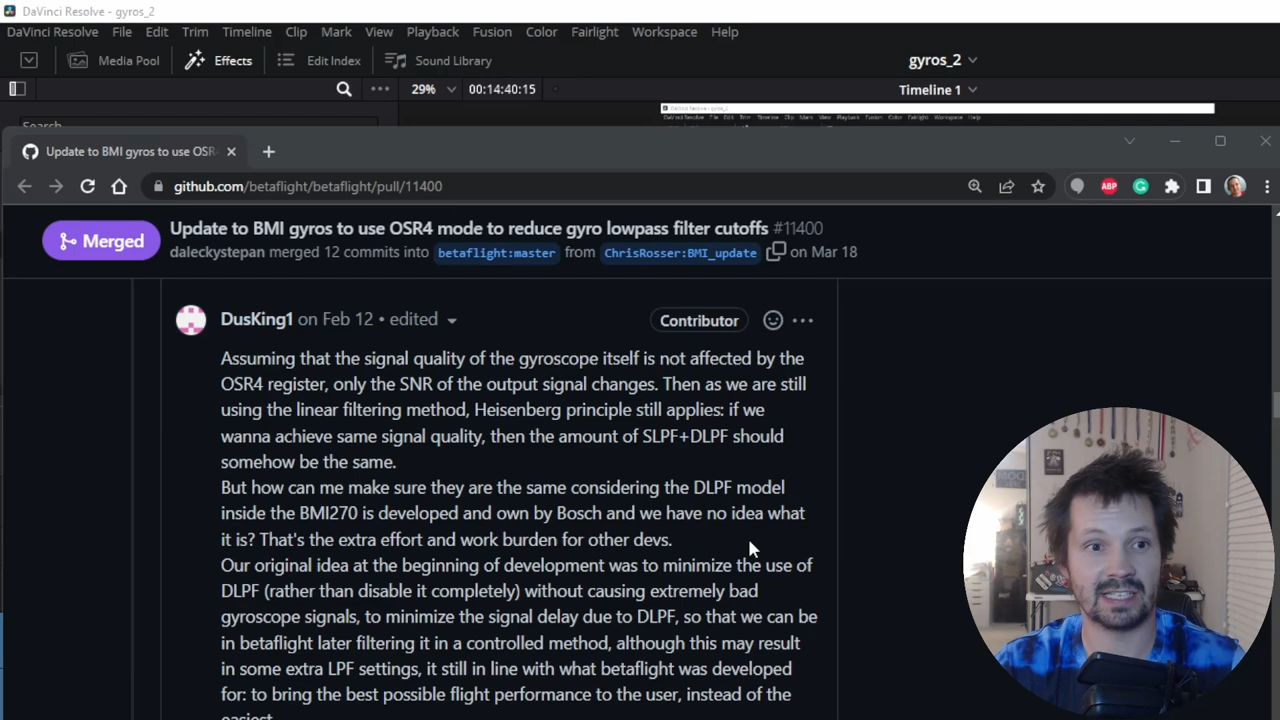 DaVinci Resolve - gyros_2
DaVinci Resolve File Edit Trim Timeline Clip Mark View Playback Fusion Color Fairlight Workspace Help
Media Pool Effects Edit Index Sound Library gyros_2
29% 00:14:40:15 Timeline 1
Search
Update to BMI gyros to use OSR
github.com/betaflight/betaflight/pull/11400
ABP
Merged
Update to BMI gyros to use OSR4 mode to reduce gyro lowpass filter cutoffs #11400
daleckystepan merged 12 commits into betaflight:master from ChrisRosser:BMI_update on Mar 18
DusKing1 on Feb 12 • edited
Contributor
Assuming that the signal quality of the gyroscope itself is not affected by the
OSR4 register, only the SNR of the output signal changes. Then as we are still
using the linear filtering method, Heisenberg principle still applies: if we
wanna achieve same signal quality, then the amount of SLPF+DLPF should
somehow be the same.
But how can me make sure they are the same considering the DLPF model
inside the BMI270 is developed and own by Bosch and we have no idea what
it is? That's the extra effort and work burden for other devs.
Our original idea at the beginning of development was to minimize the use of
DLPF (rather than disable it completely) without causing extremely bad
gyroscope signals, to minimize the signal delay due to DLPF, so that we can be
in betaflight later filtering it in a controlled method, although this may result
in some extra LPF settings, it still in line with what betaflight was developed
for: to bring the best possible flight performance to the user, instead of the
easiest